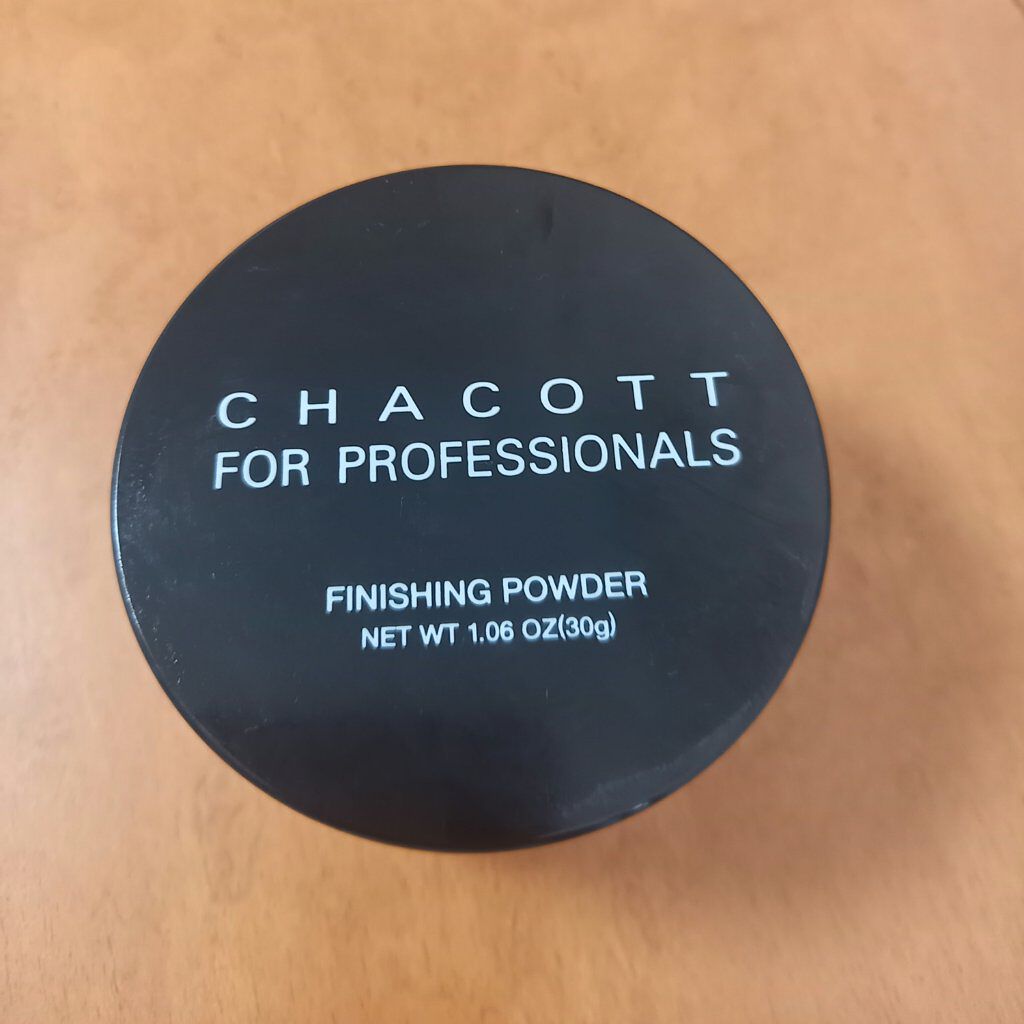 CHACOTT
FOR PROFESSIONALS
FINISHING POWDER
NET WT 1.06 OZ(30g)